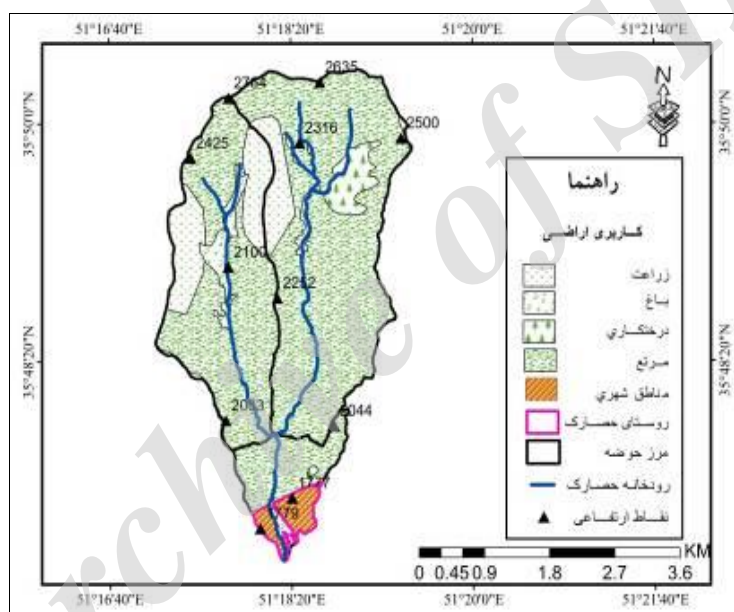 51°16'40"E 51°18'20"E 51°20'0"E 51°21'40"E
35°50'0"N
35°48'20"N
2764
2635
2425
2316
2500
2100
2044
N
راهنما
کاربری اراضی
زراعت
باغ
درختکاری
مرتع
مناطق شهری
روستای حصارک
مرز حوضه
رودخانه حصارک
نقاط ارتفاعی
KM
0 0.45 0.9 1.8 2.7 3.6
35°50'0"N
35°48'20"N
51°16'40"E 51°18'20"E 51°20'0"E 51°21'40"E